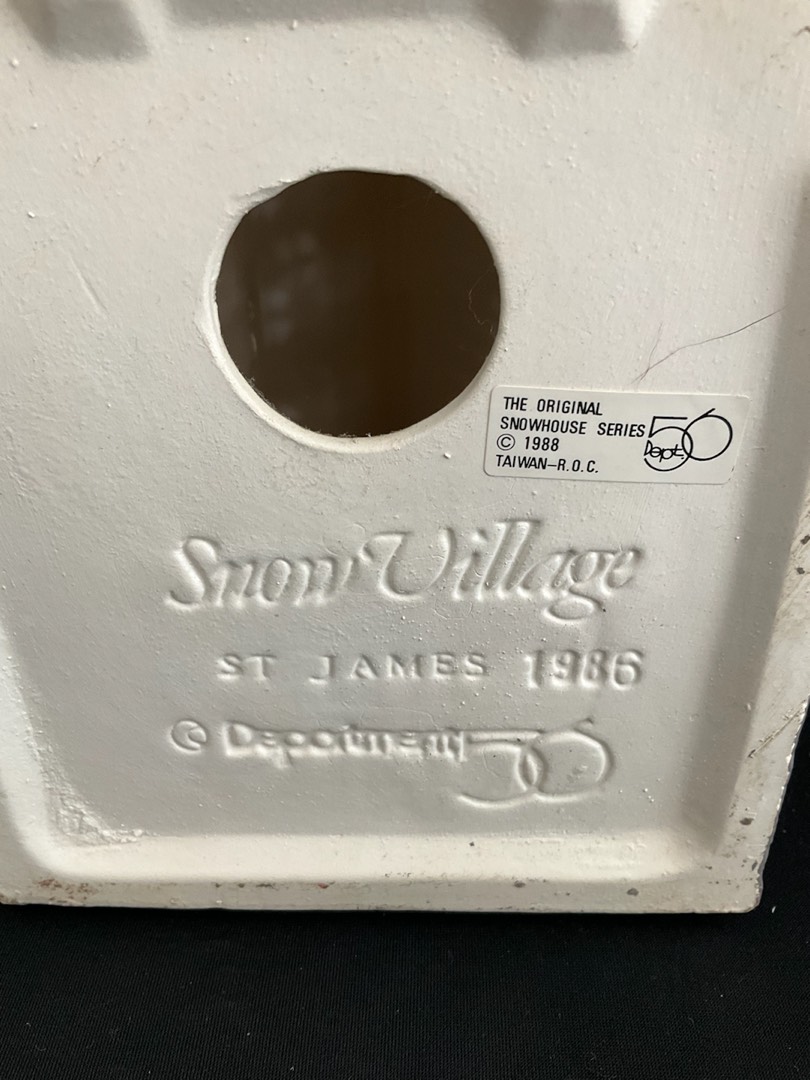 THE ORIGINAL
SNOWHOUSE SERIES
© 1988
TAIWAN–R.O.C.
56
Dept.
Snow Village
ST JAMES 1986
© Department 56